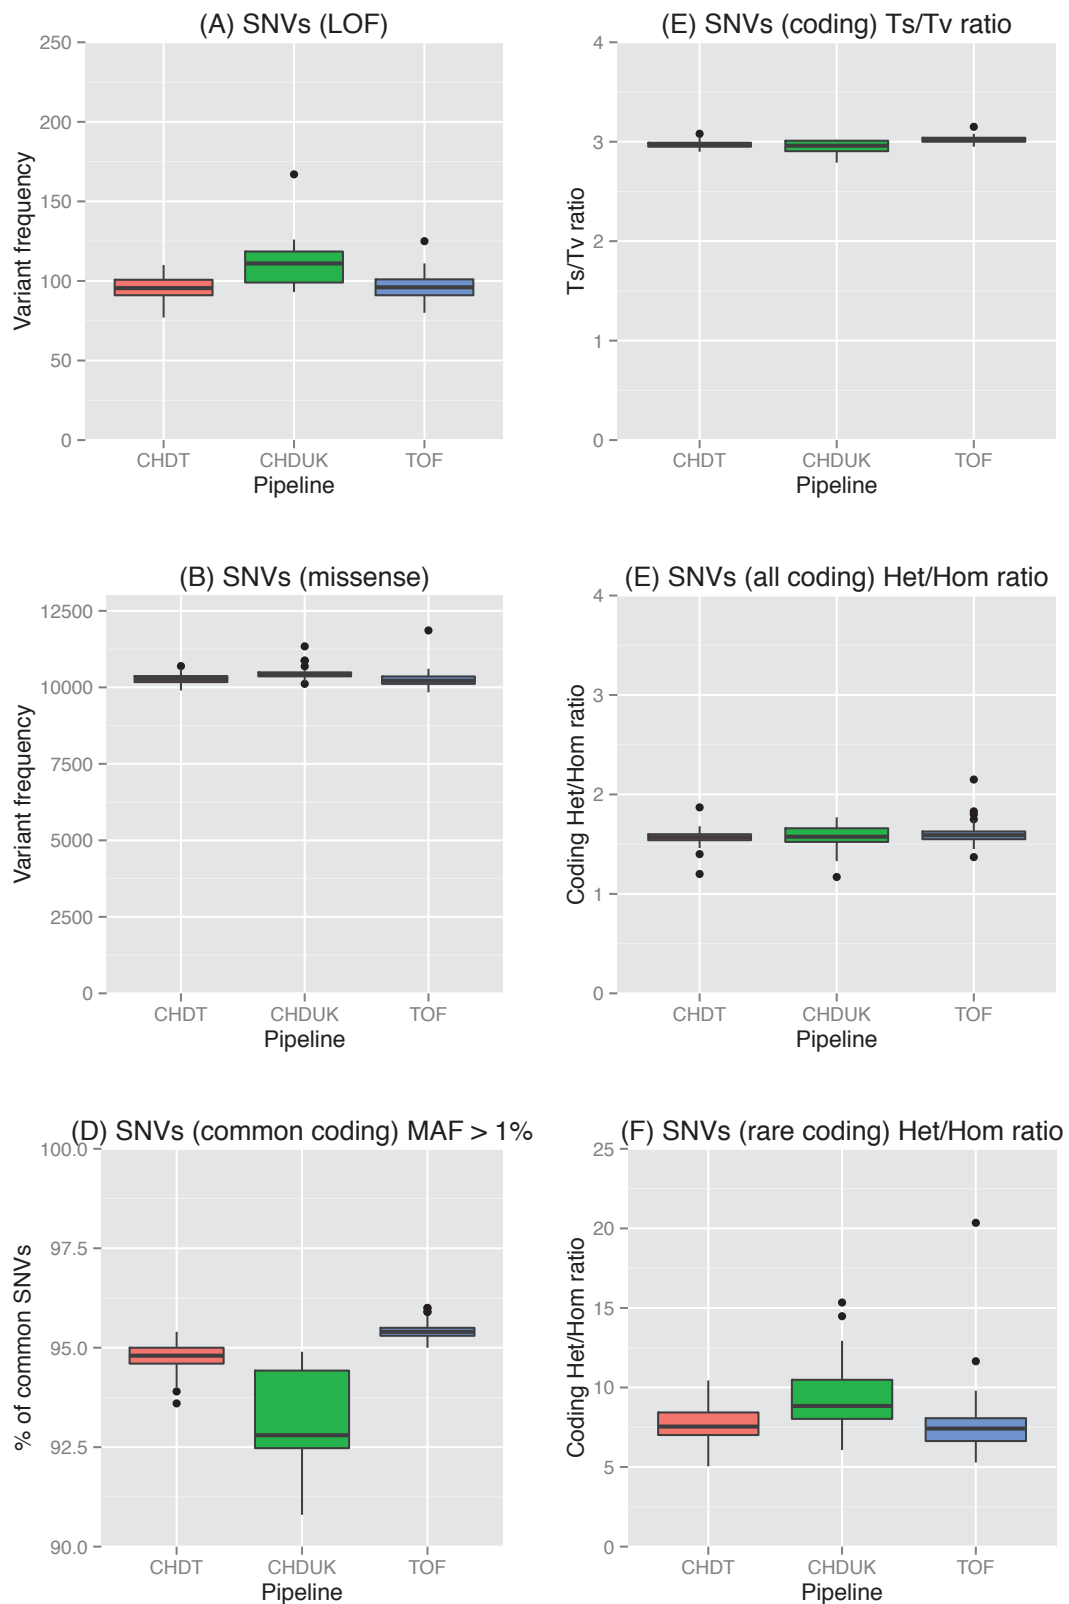 (A) SNVs (LOF)
250
200
150
100
50
0
Variant frequency
CHDT CHDUK TOF
Pipeline
(E) SNVs (coding) Ts/Tv ratio
4
3
2
1
0
Ts/Tv ratio
CHDT CHDUK TOF
Pipeline
(B) SNVs (missense)
12500
10000
7500
5000
2500
0
Variant frequency
CHDT CHDUK TOF
Pipeline
(E) SNVs (all coding) Het/Hom ratio
4
3
2
1
0
Coding Het/Hom ratio
CHDT CHDUK TOF
Pipeline
(D) SNVs (common coding) MAF > 1%
100.0
97.5
95.0
92.5
90.0
% of common SNVs
CHDT CHDUK TOF
Pipeline
(F) SNVs (rare coding) Het/Hom ratio
25
20
15
10
5
0
Coding Het/Hom ratio
CHDT CHDUK TOF
Pipeline